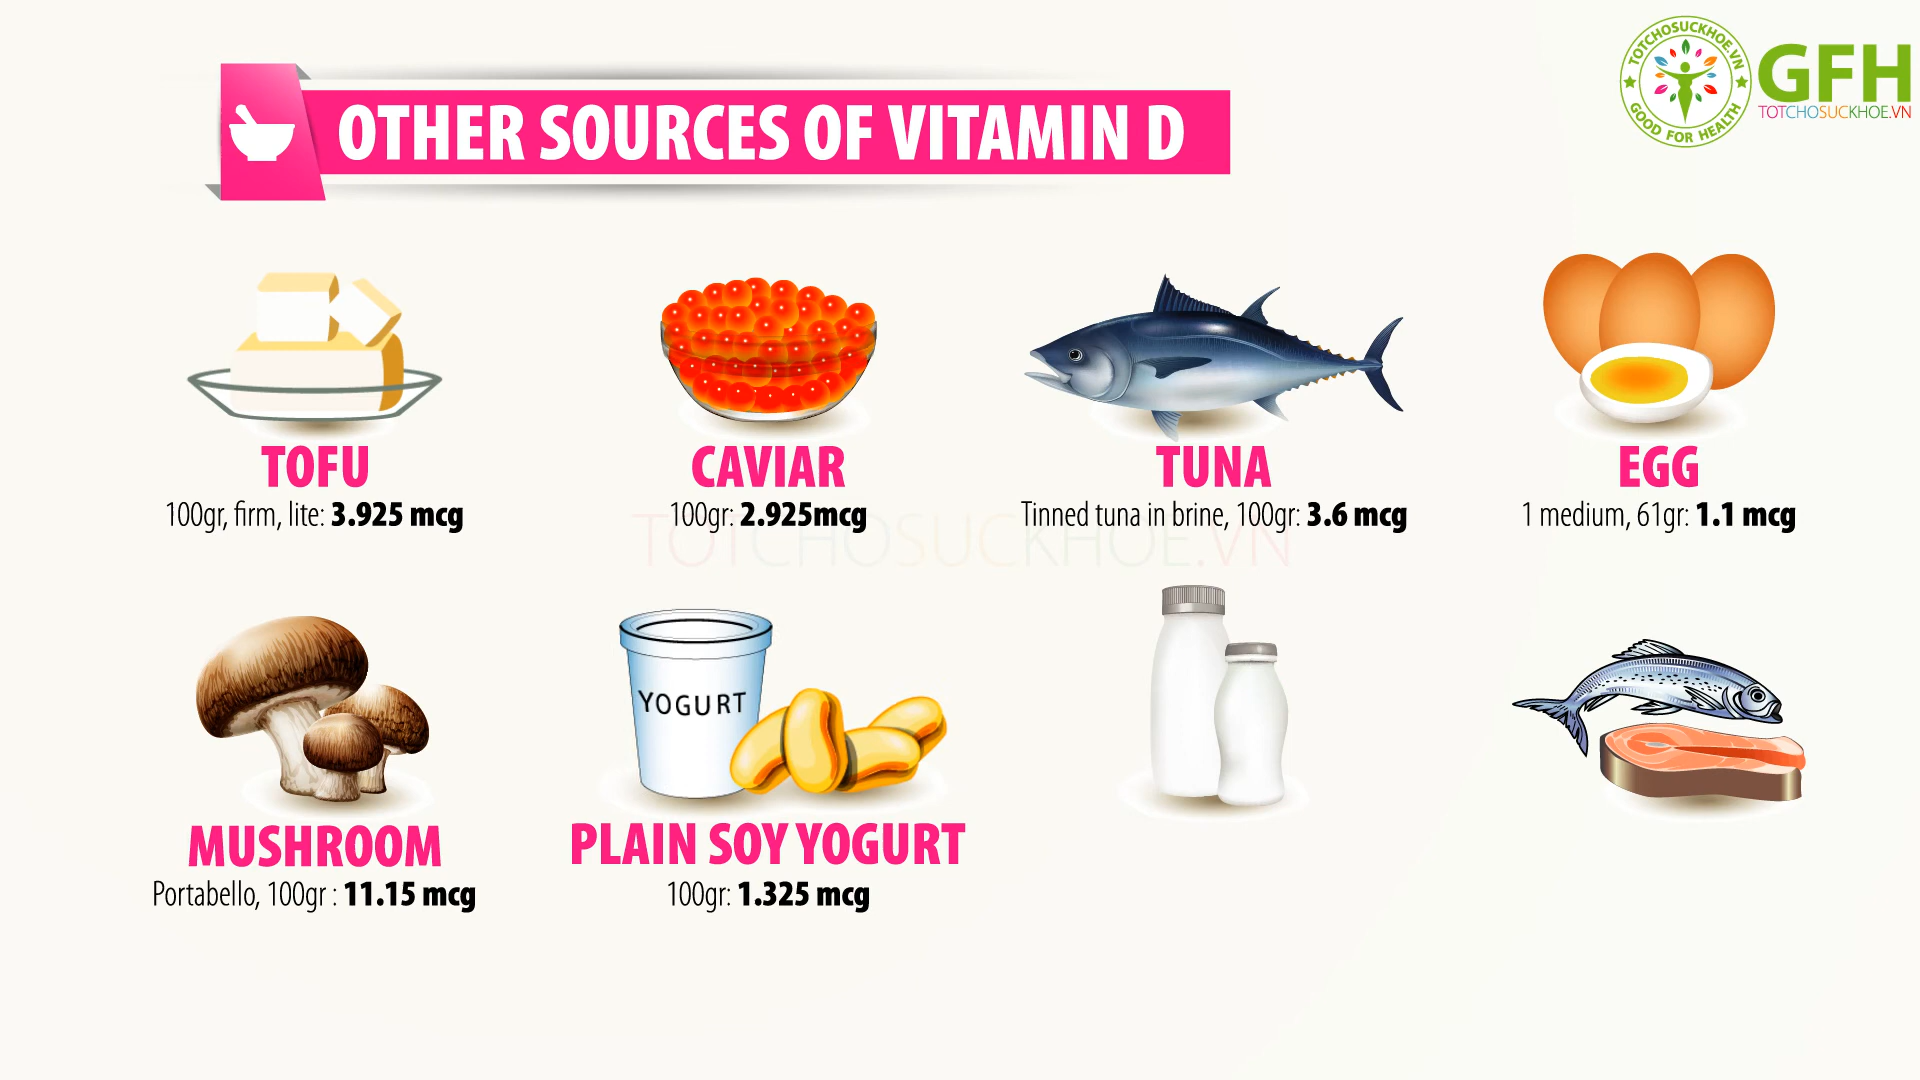 TOTCHOSUCKHOE.VN
GOOD FOR HEALTH
GFH
TOTCHOSUCKHOE.VN
OTHER SOURCES OF VITAMIN D
TOFU
100gr, firm, lite: 3.925 mcg
CAVIAR
100gr: 2.925mcg
TUNA
Tinned tuna in brine, 100gr: 3.6 mcg
EGG
1 medium, 61gr: 1.1 mcg
TOTCHOSUCKHOE.VN
MUSHROOM
Portabello, 100gr : 11.15 mcg
YOGURT
PLAIN SOY YOGURT
100gr: 1.325 mcg